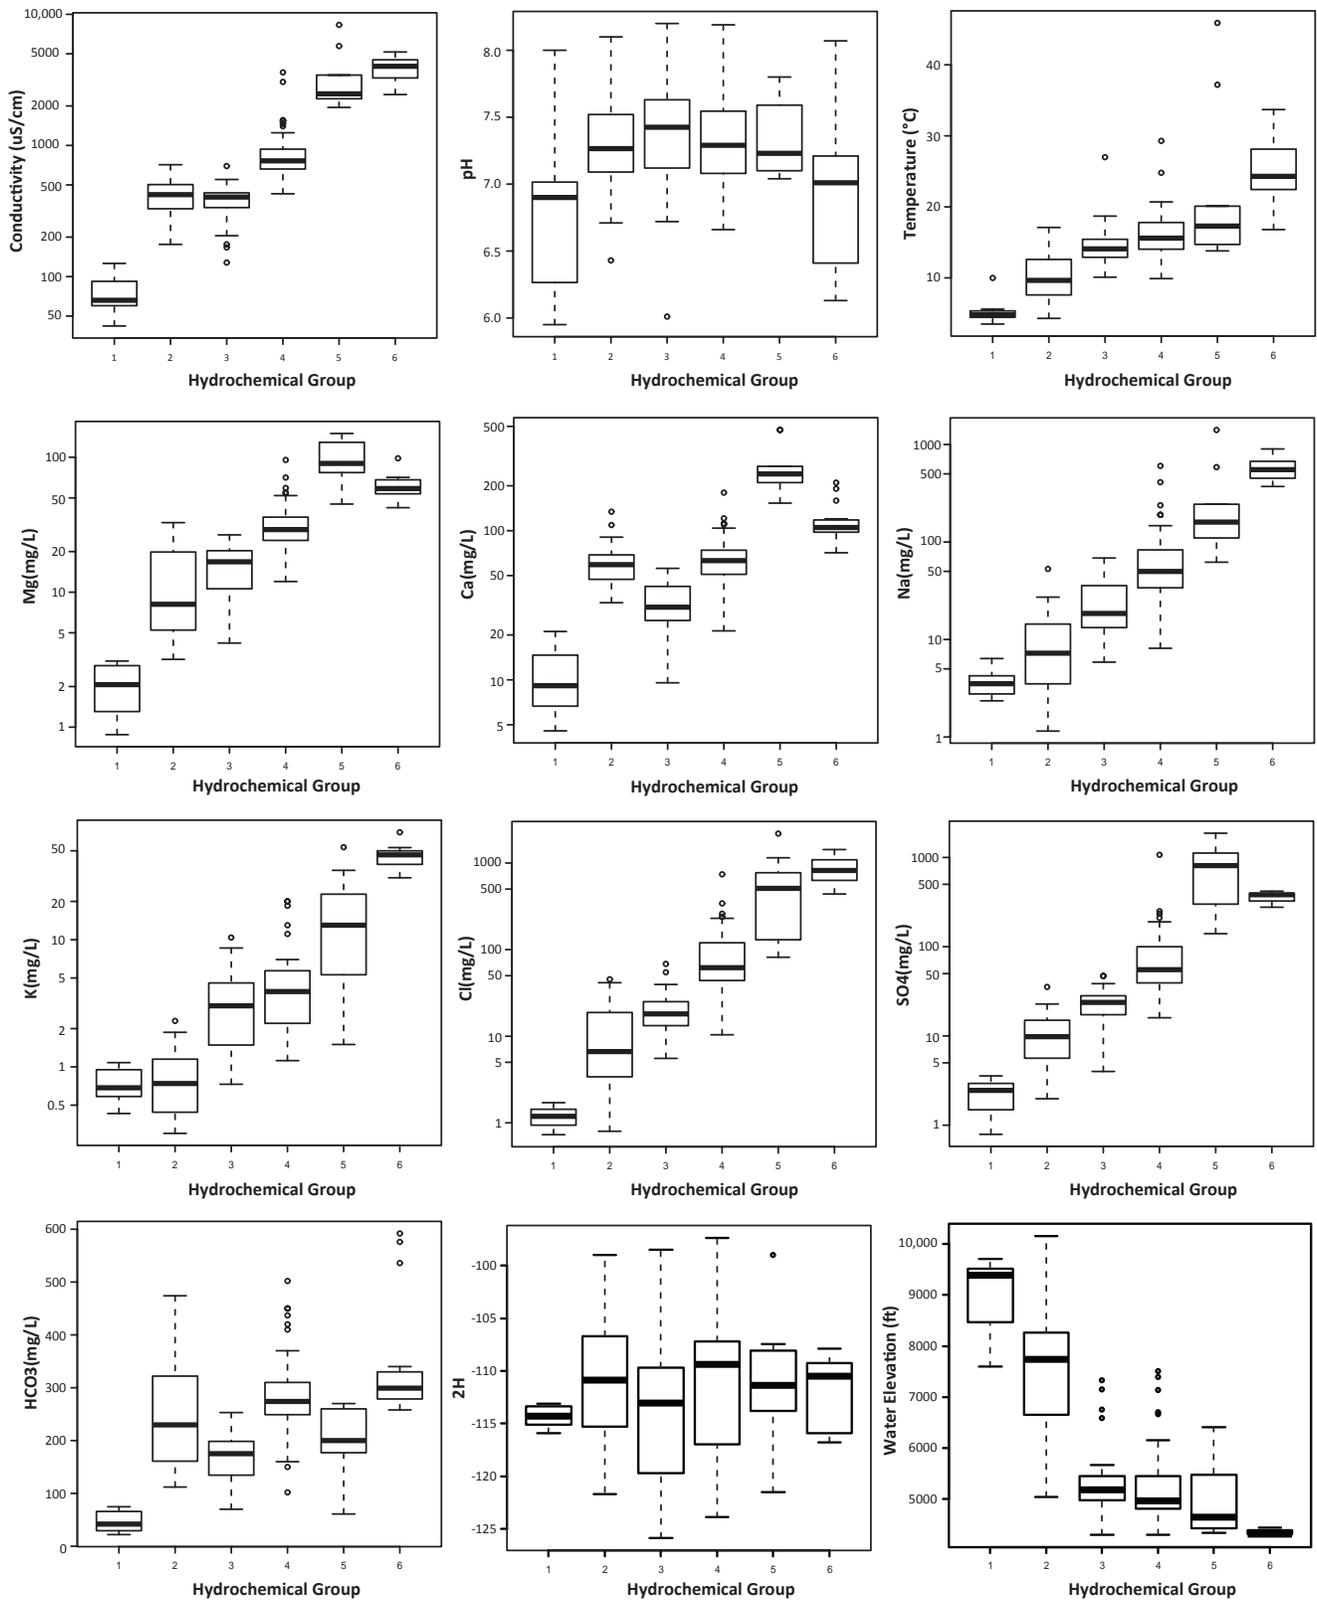 10,000
5000
2000
1000
500
200
100
50
Conductivity (uS/cm)
1 2 3 4 5 6
Hydrochemical Group
8.0
7.5
7.0
6.5
6.0
pH
1 2 3 4 5 6
Hydrochemical Group
40
30
20
10
Temperature (°C)
1 2 3 4 5 6
Hydrochemical Group
100
50
20
10
5
2
1
Mg(mg/L)
1 2 3 4 5 6
Hydrochemical Group
500
200
100
50
20
10
5
Ca(mg/L)
1 2 3 4 5 6
Hydrochemical Group
1000
500
100
50
10
5
1
Na(mg/L)
1 2 3 4 5 6
Hydrochemical Group
50
20
10
5
2
1
0.5
K(mg/L)
1 2 3 4 5 6
Hydrochemical Group
1000
500
100
50
10
5
1
Cl(mg/L)
1 2 3 4 5 6
Hydrochemical Group
1000
500
100
50
10
5
1
SO4(mg/L)
1 2 3 4 5 6
Hydrochemical Group
600
500
400
300
200
100
0
HCO3(mg/L)
1 2 3 4 5 6
Hydrochemical Group
-100
-105
-110
-115
-120
-125
2H
1 2 3 4 5 6
Hydrochemical Group
10,000
9000
8000
7000
6000
5000
Water Elevation (ft)
1 2 3 4 5 6
Hydrochemical Group